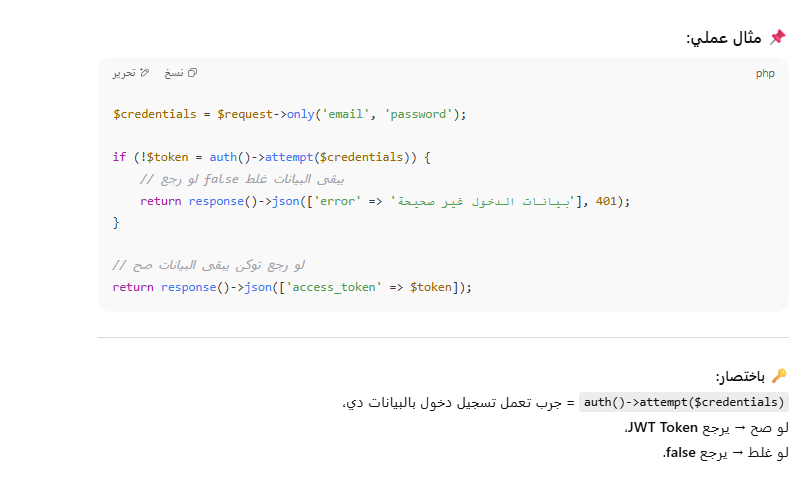 📌 مثال عملي:
php
نسخ
تحرير
$credentials = $request->only('email', 'password');
if (!$token = auth()->attempt($credentials)) {
// لو رجع false يبقى البيانات غلط
return response()->json(['error' => 'بيانات الدخول غير صحيحة'], 401);
}
// لو رجع توكن يبقى البيانات صح
return response()->json(['access_token' => $token]);
🔑 باختصار:
auth()->attempt($credentials) = جرب تعمل تسجيل دخول بالبيانات دي،
لو صح → يرجع JWT Token،
لو غلط → يرجع false.